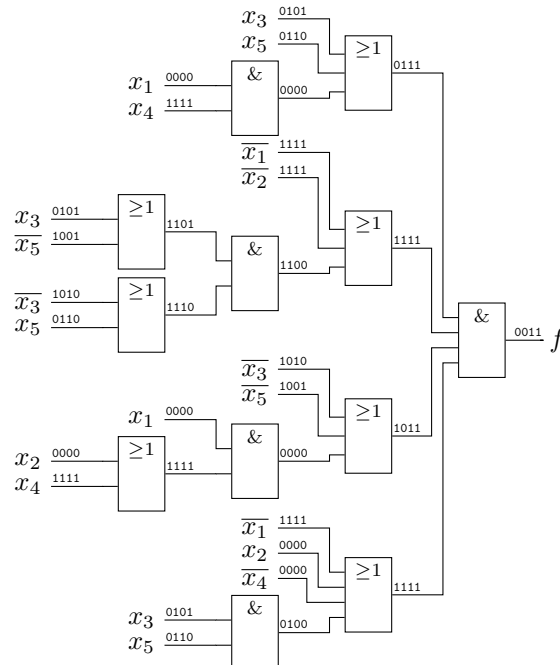 x₃ 0101
x₅ 0110 ≥1 0111
x₁ 0000 & 0000
x₄ 1111
x̅₁ 1111
x̅₂ 1111
x₃ 0101 ≥1 1101 ≥1 1111
x̅₅ 1001 & 1100
x̅₃ 1010 ≥1 1110
x₅ 0110
& 0011 f
x̅₃ 1010
x̅₅ 1001 ≥1 1011
x₁ 0000 & 0000
x₂ 0000 ≥1 1111
x₄ 1111
x̅₁ 1111
x₂ 0000
x̅₄ 0000 ≥1 1111
x₃ 0101 & 0100
x₅ 0110